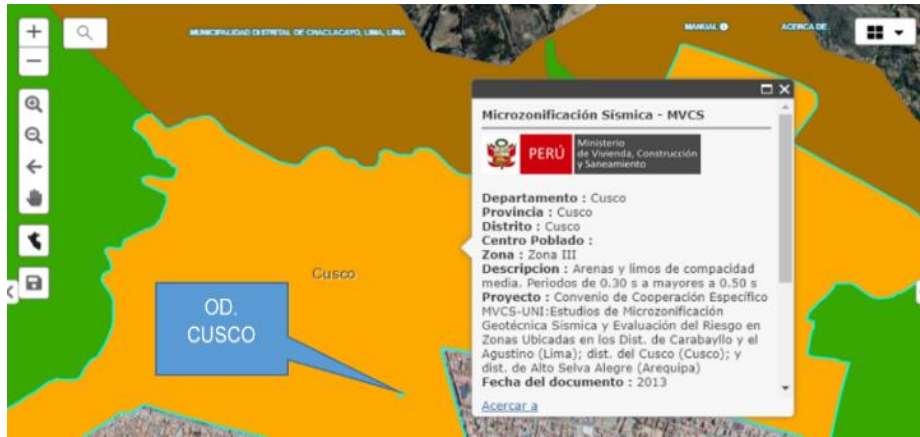 MUNICIPALIDAD DISTRITAL DE CHACLACAYO, LIMA, LIMA
MANUAL
ACERCA DE
Microzonificación Sísmica - MVCS
PERÚ
Ministerio
de Vivienda, Construcción
y Saneamiento
Departamento : Cusco
Provincia : Cusco
Distrito : Cusco
Centro Poblado :
Zona : Zona III
Descripcion : Arenas y limos de compacidad
media. Periodos de 0.30 s a mayores a 0.50 s
Proyecto : Convenio de Cooperación Específico
MVCS-UNI:Estudios de Microzonificación
Geotécnica Sísmica y Evaluación del Riesgo en
Zonas Ubicadas en los Dist. de Carabayllo y el
Agustino (Lima); dist. del Cusco (Cusco); y
dist. de Alto Selva Alegre (Arequipa)
Fecha del documento : 2013
Acercar a
Cusco
OD.
CUSCO